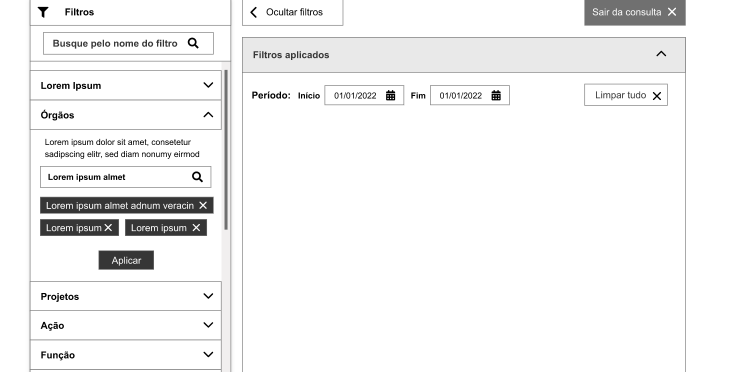 Filtros
Busque pelo nome do filtro
Lorem Ipsum
Órgãos
Lorem ipsum dolor sit amet, consetetur
sadipscing elitr, sed diam nonumy eirmod
Lorem ipsum almet
Lorem ipsum almet adnum veracin
Lorem ipsum
Lorem ipsum
Aplicar
Projetos
Ação
Função
Ocultar filtros
Sair da consulta
Filtros aplicados
Período: Início 01/01/2022 Fim 01/01/2022
Limpar tudo